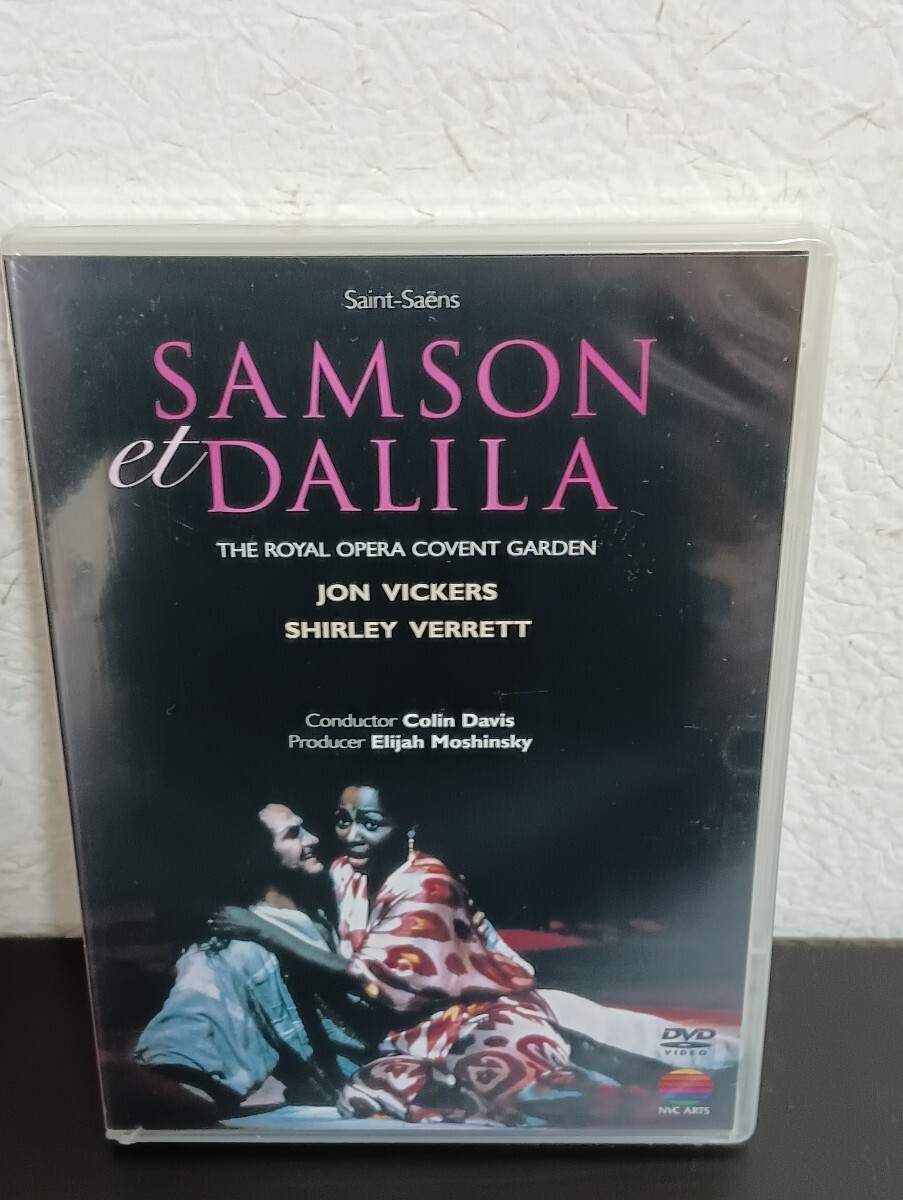 Saint-Saëns
SAMSON
et DALILA
THE ROYAL OPERA COVENT GARDEN
JON VICKERS
SHIRLEY VERRETT
Conductor Colin Davis
Producer Elijah Moshinsky
DVD
VIDEO
NVC ARTS